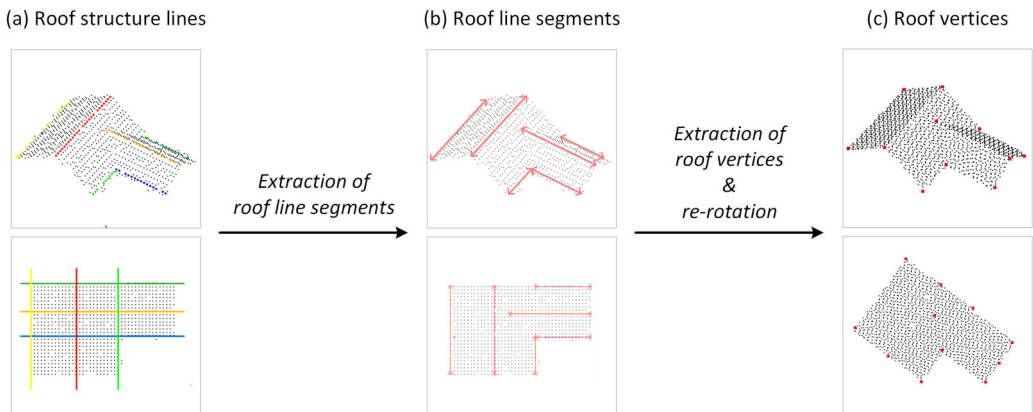 (a) Roof structure lines
(b) Roof line segments
(c) Roof vertices
Extraction of
roof line segments
Extraction of
roof vertices
&
re-rotation